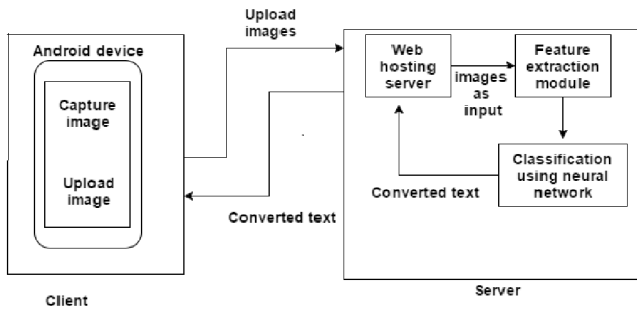 Upload
images
Android device
Capture
image
Upload
image
Converted text
Client
Web
hosting
server
images
as
input
Feature
extraction
module
Classification
using neural
network
Converted text
Server